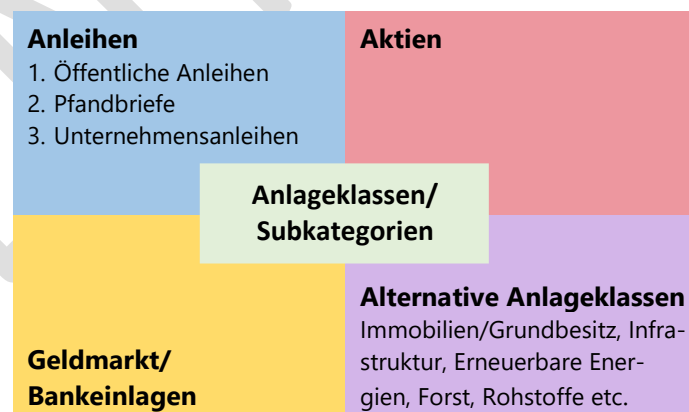 Anleihen
1. Öffentliche Anleihen
2. Pfandbriefe
3. Unternehmensanleihen
Aktien
Anlageklassen/
Subkategorien
Geldmarkt/
Bankeinlagen
Alternative Anlageklassen
Immobilien/Grundbesitz, Infra-
struktur, Erneuerbare Ener-
gien, Forst, Rohstoffe etc.